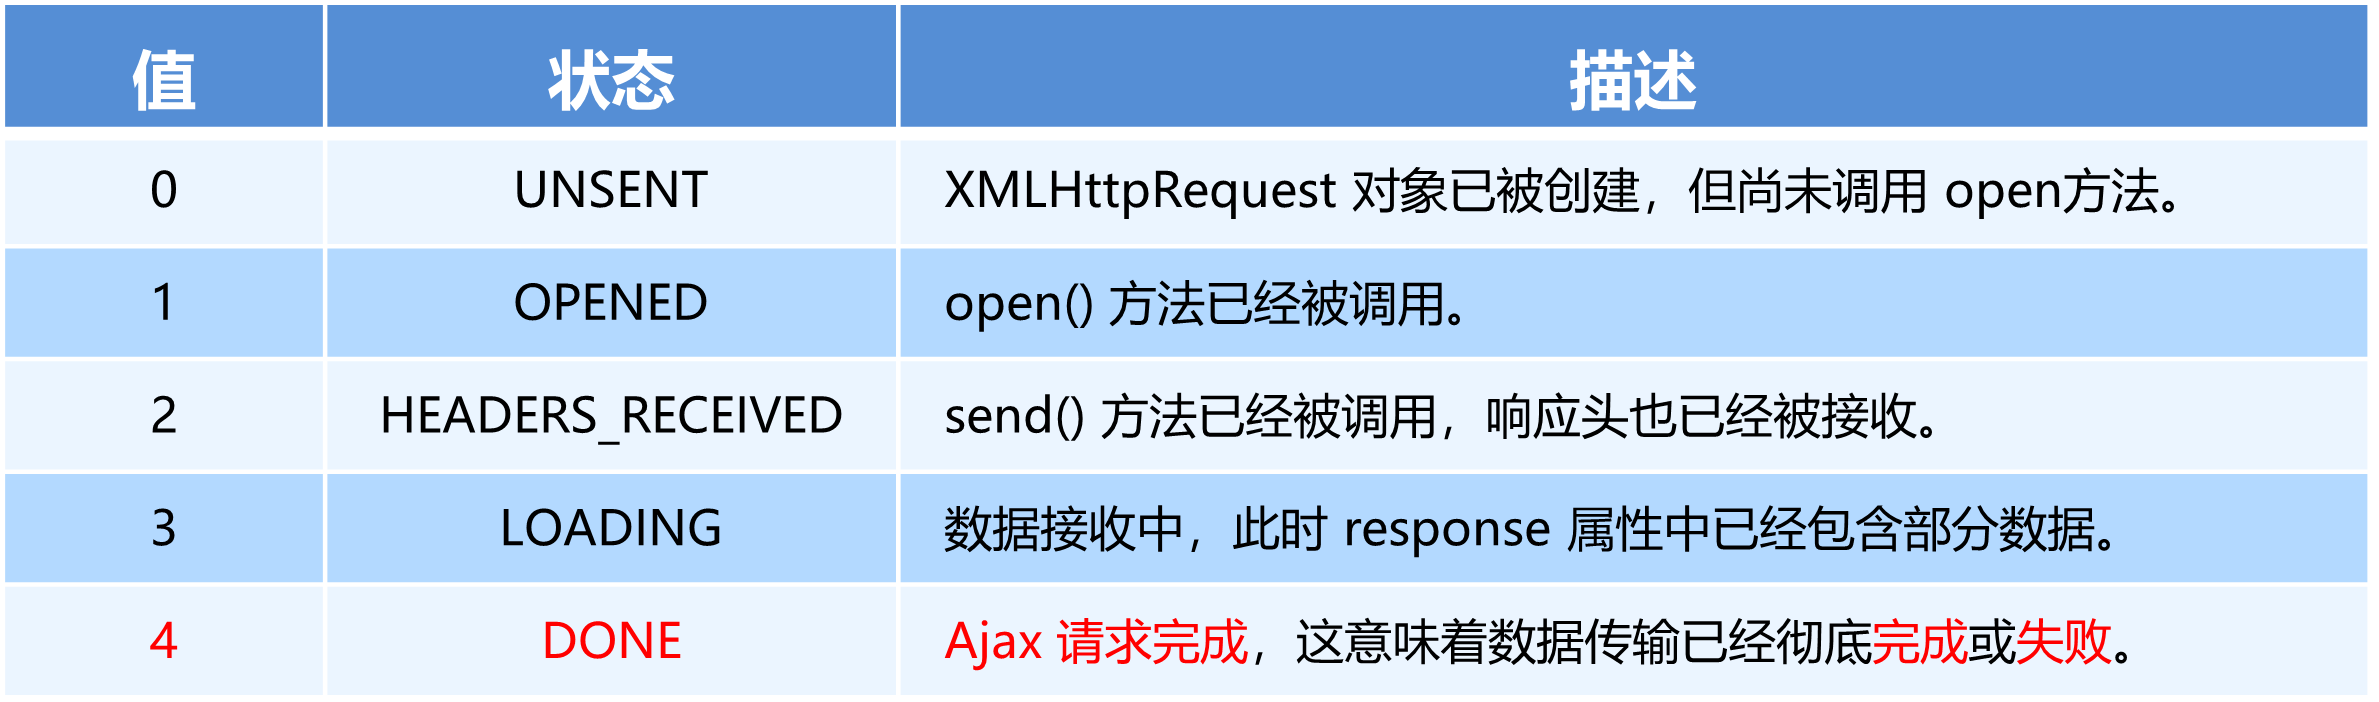 值 状态 描述
0 UNSENT XMLHttpRequest 对象已被创建，但尚未调用 open方法。
1 OPENED open() 方法已经被调用。
2 HEADERS_RECEIVED send() 方法已经被调用，响应头也已经被接收。
3 LOADING 数据接收中，此时 response 属性中已经包含部分数据。
4 DONE Ajax 请求完成，这意味着数据传输已经彻底完成或失败。